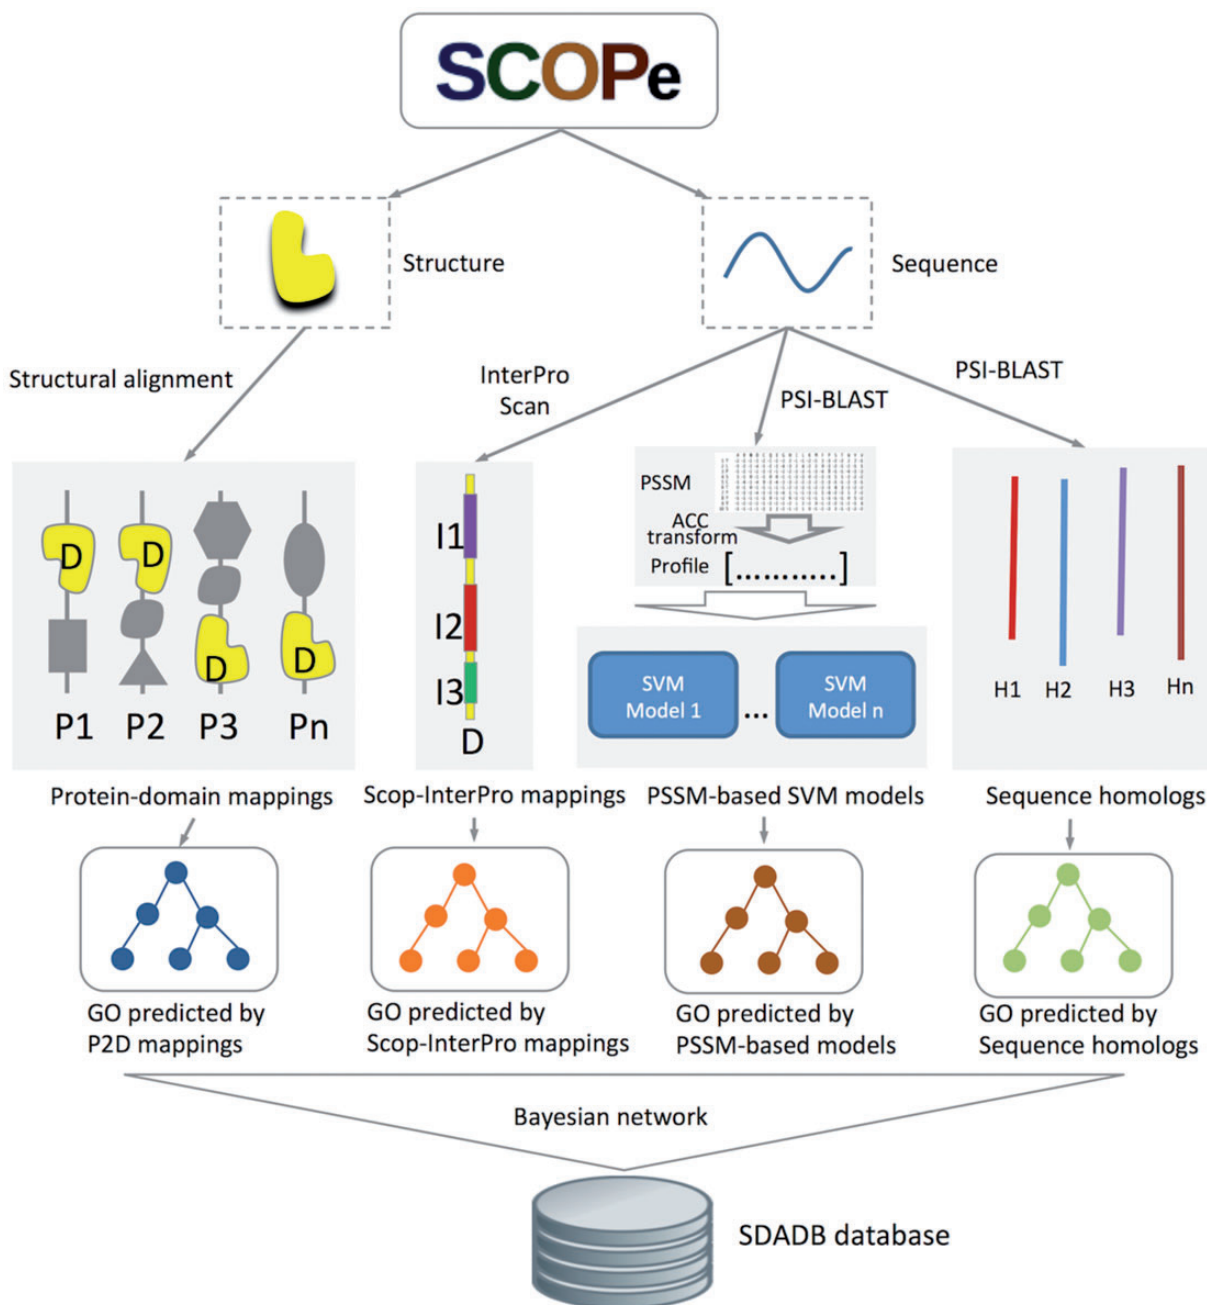 SCOPe
Structure
Sequence
Structural alignment
InterPro
Scan
PSI-BLAST
PSI-BLAST
D
D
D
D
P1
P2
P3
Pn
I1
I2
I3
D
PSSM
ACC
transform
Profile
[...........]
SVM
Model 1
...
SVM
Model n
H1
H2
H3
Hn
Protein-domain mappings
Scop-InterPro mappings
PSSM-based SVM models
Sequence homologs
GO predicted by
P2D mappings
GO predicted by
Scop-InterPro mappings
GO predicted by
PSSM-based models
GO predicted by
Sequence homologs
Bayesian network
SDADB database